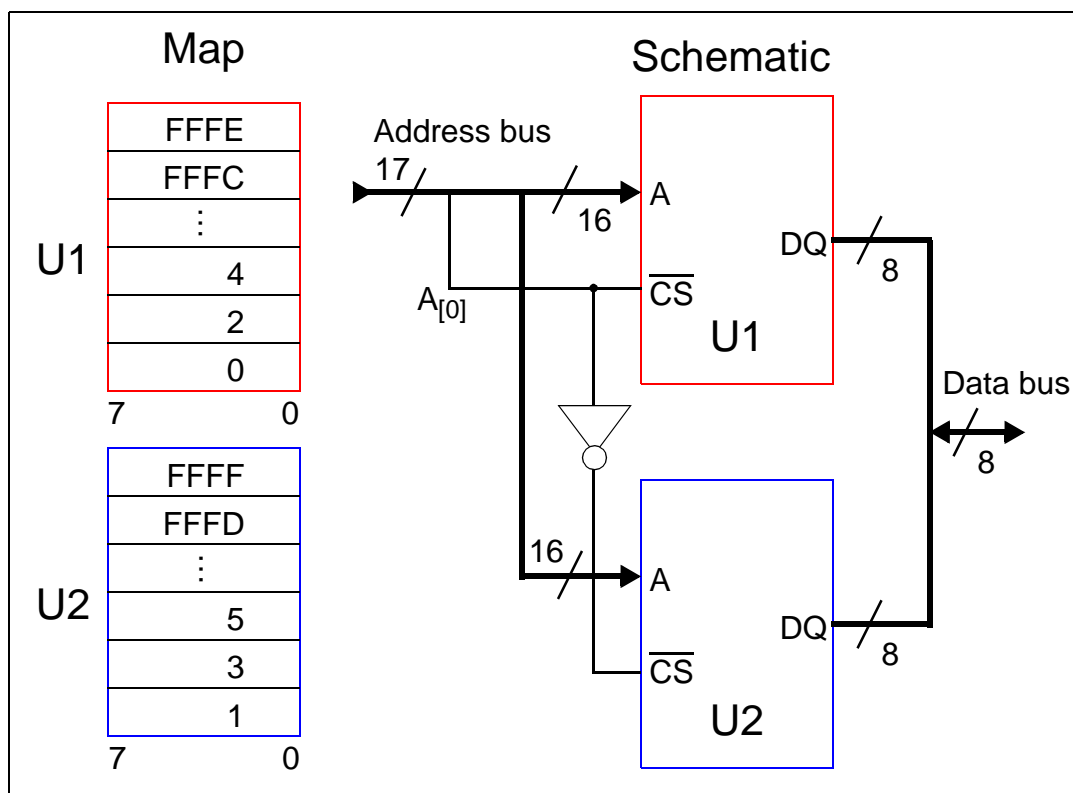 Map
FFFE
FFFC
⋮
4
2
0
7 0
U1
FFFF
FFFD
⋮
5
3
1
7 0
U2
Schematic
Address bus
17
16
A
DQ
8
A[0]
CS
U1
Data bus
8
16
A
DQ
8
CS
U2